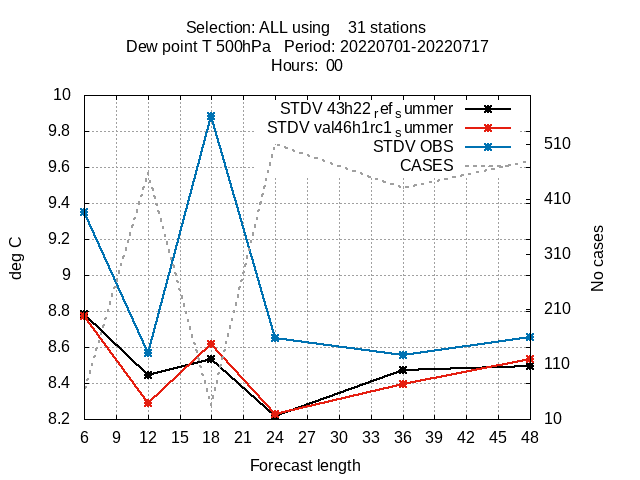 Selection: ALL using 31 stations
Dew point T 500hPa Period: 20220701-20220717
Hours: 00
STDV 43h22_ref_summer
STDV val46h1rc1_summer
STDV OBS
CASES
deg C
10
9.8
9.6
9.4
9.2
9
8.8
8.6
8.4
8.2
510
410
310
210
110
10
No cases
6 9 12 15 18 21 24 27 30 33 36 39 42 45 48
Forecast length